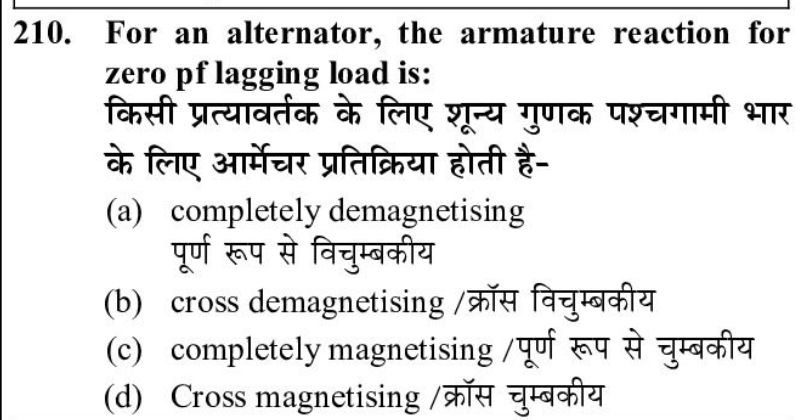 210. For an alternator, the armature reaction for
zero pf lagging load is:
किसी प्रत्यावर्तक के लिए शून्य गुणक पश्चगामी भार
के लिए आर्मेचर प्रतिक्रिया होती है-
(a) completely demagnetising
पूर्ण रूप से विचुम्बकीय
(b) cross demagnetising /क्रॉस विचुम्बकीय
(c) completely magnetising /पूर्ण रूप से चुम्बकीय
(d) Cross magnetising /क्रॉस चुम्बकीय